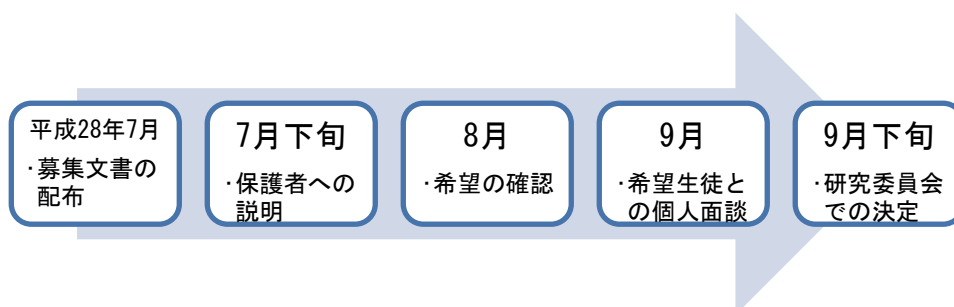 平成28年7月
・募集文書の
配布
7月下旬
・保護者への
説明
8月
・希望の確認
9月
・希望生徒と
の個人面談
9月下旬
・研究委員会
での決定